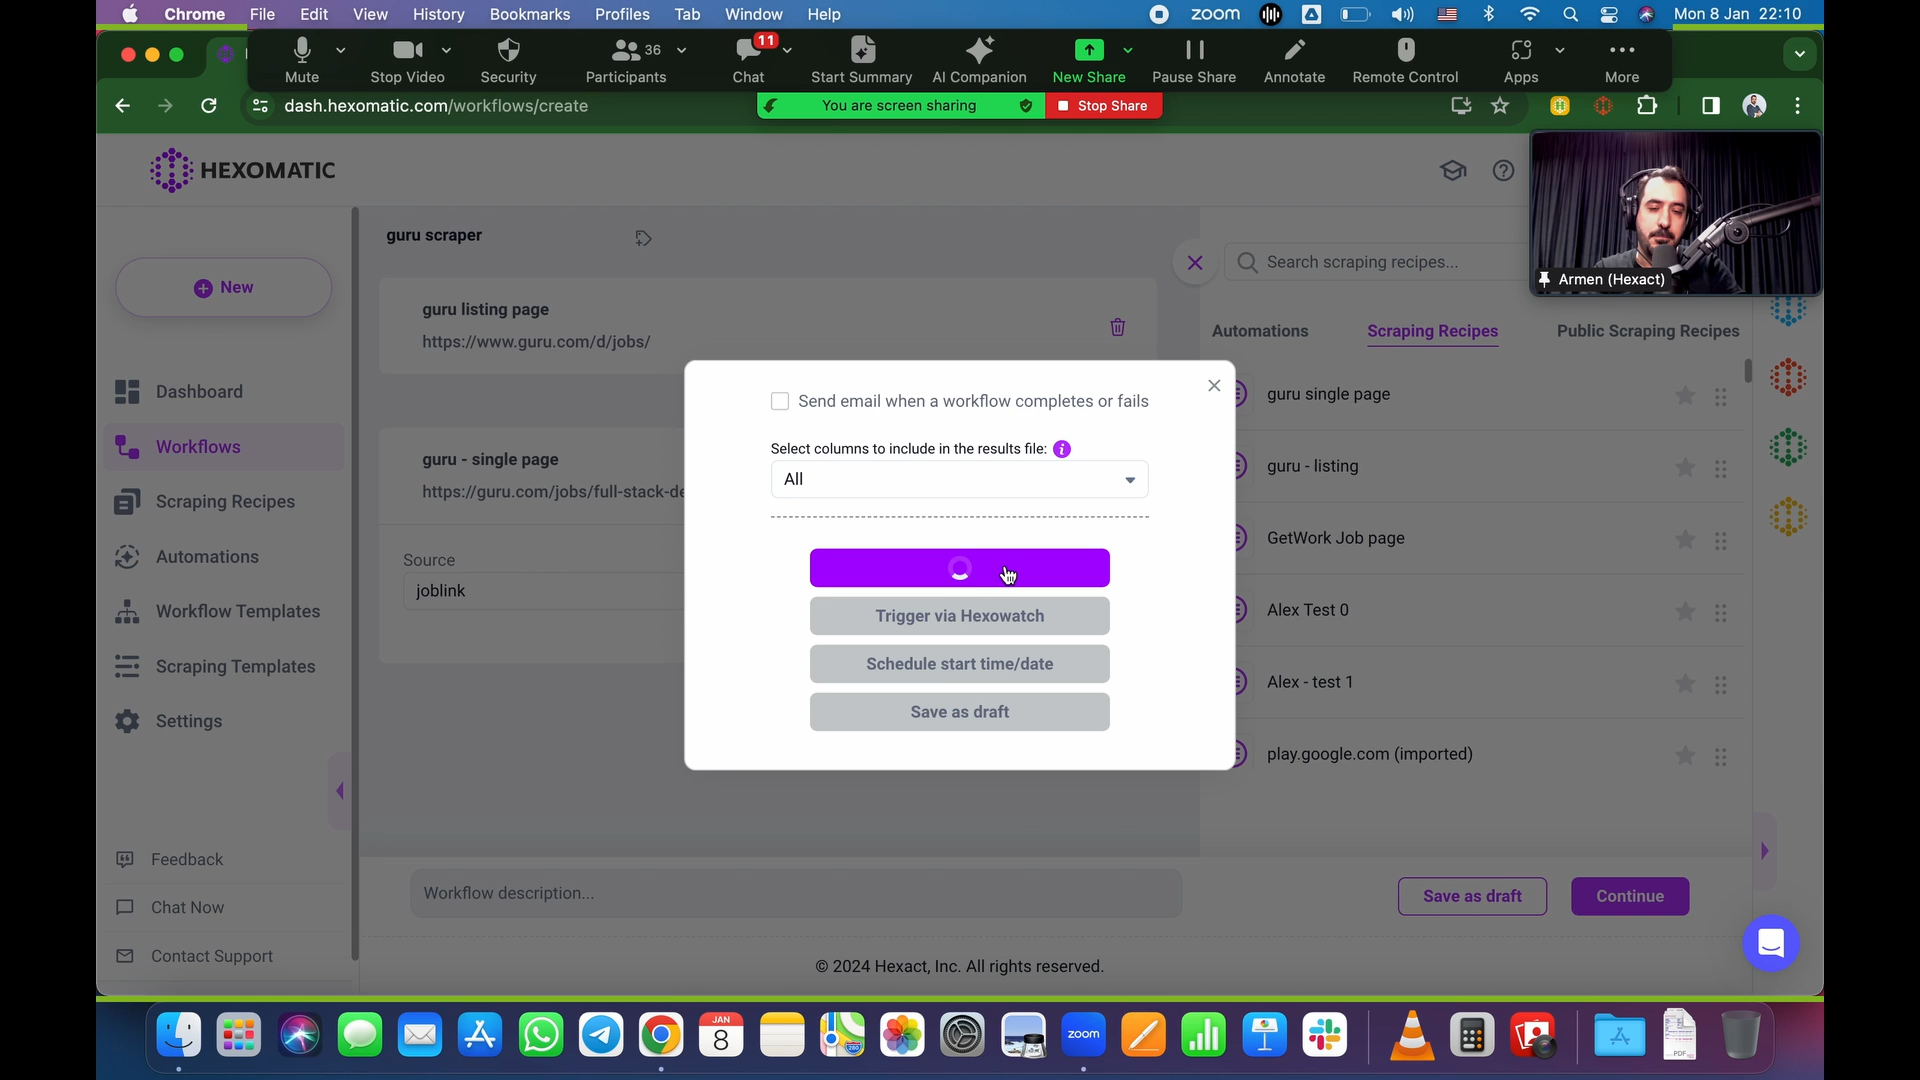 Chrome File Edit View History Bookmarks Profiles Tab Window Help zoom Mon 8 Jan 22:10
Mute Stop Video Security Participants 36 Chat 11 Start Summary AI Companion New Share Pause Share Annotate Remote Control Apps More
dash.hexomatic.com/workflows/create
You are screen sharing Stop Share
HEXOMATIC
Armen (Hexact)
New
Dashboard
Workflows
Scraping Recipes
Automations
Workflow Templates
Scraping Templates
Settings
Feedback
Chat Now
Contact Support
guru scraper
guru listing page
https://www.guru.com/d/jobs/
guru - single page
https://guru.com/jobs/full-stack-de
Source
joblink
Send email when a workflow completes or fails
Select columns to include in the results file:
All
Trigger via Hexowatch
Schedule start time/date
Save as draft
Search scraping recipes...
Automations Scraping Recipes Public Scraping Recipes
guru single page
guru - listing
GetWork Job page
Alex Test 0
Alex - test 1
play.google.com (imported)
Workflow description...
Save as draft Continue
© 2024 Hexact, Inc. All rights reserved.
JAN
8
zoom
PDF